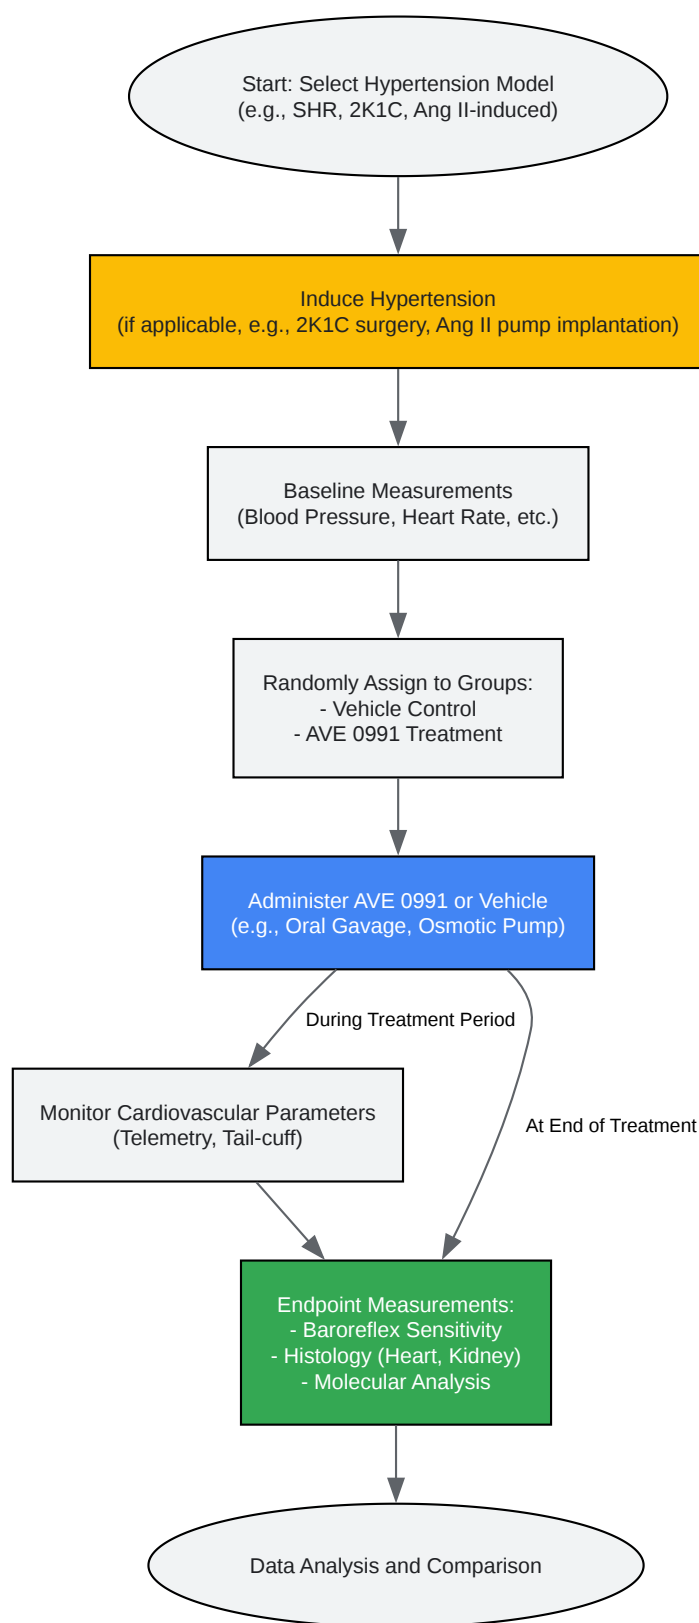 Start: Select Hypertension Model
(e.g., SHR, 2K1C, Ang II-induced)
Induce Hypertension
(if applicable, e.g., 2K1C surgery, Ang II pump implantation)
Baseline Measurements
(Blood Pressure, Heart Rate, etc.)
Randomly Assign to Groups:
- Vehicle Control
- AVE 0991 Treatment
Administer AVE 0991 or Vehicle
(e.g., Oral Gavage, Osmotic Pump)
During Treatment Period
Monitor Cardiovascular Parameters
(Telemetry, Tail-cuff)
At End of Treatment
Endpoint Measurements:
- Baroreflex Sensitivity
- Histology (Heart, Kidney)
- Molecular Analysis
Data Analysis and Comparison